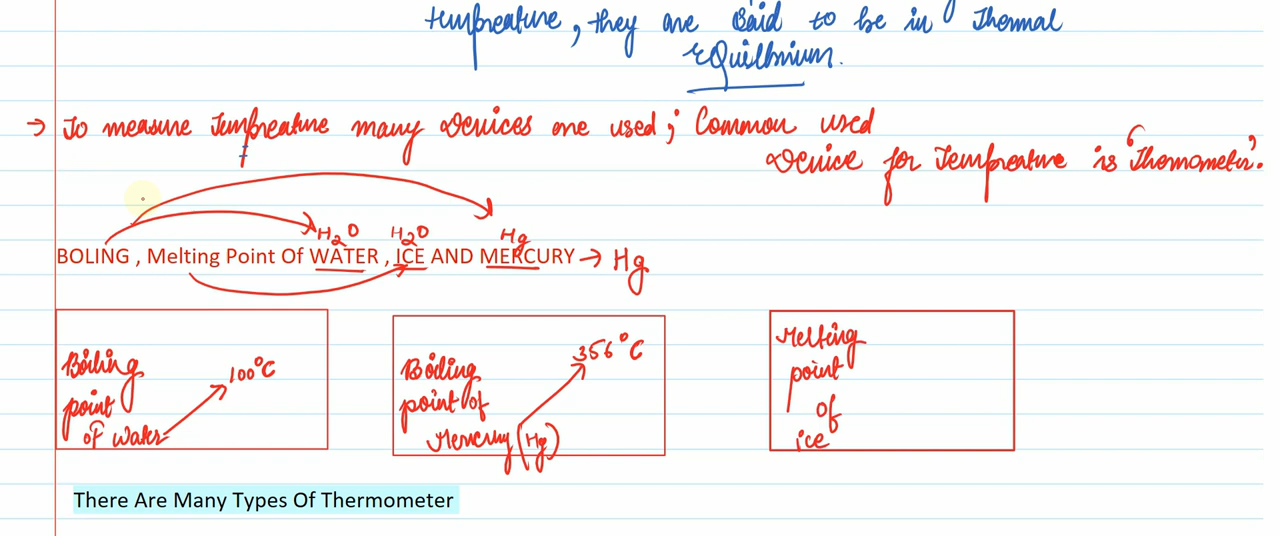 temperature, they are said to be in Thermal
equilibrium.
→ To measure Temperature many Devices are used; Common used
Device for Temperature is 'Thermometer'.
H2O H2O Hg
BOLING , Melting Point Of WATER , ICE AND MERCURY → Hg
Boiling
point
of water
100°C
Boiling
point of
Mercury (Hg)
356°C
Melting
point
of
ice
There Are Many Types Of Thermometer